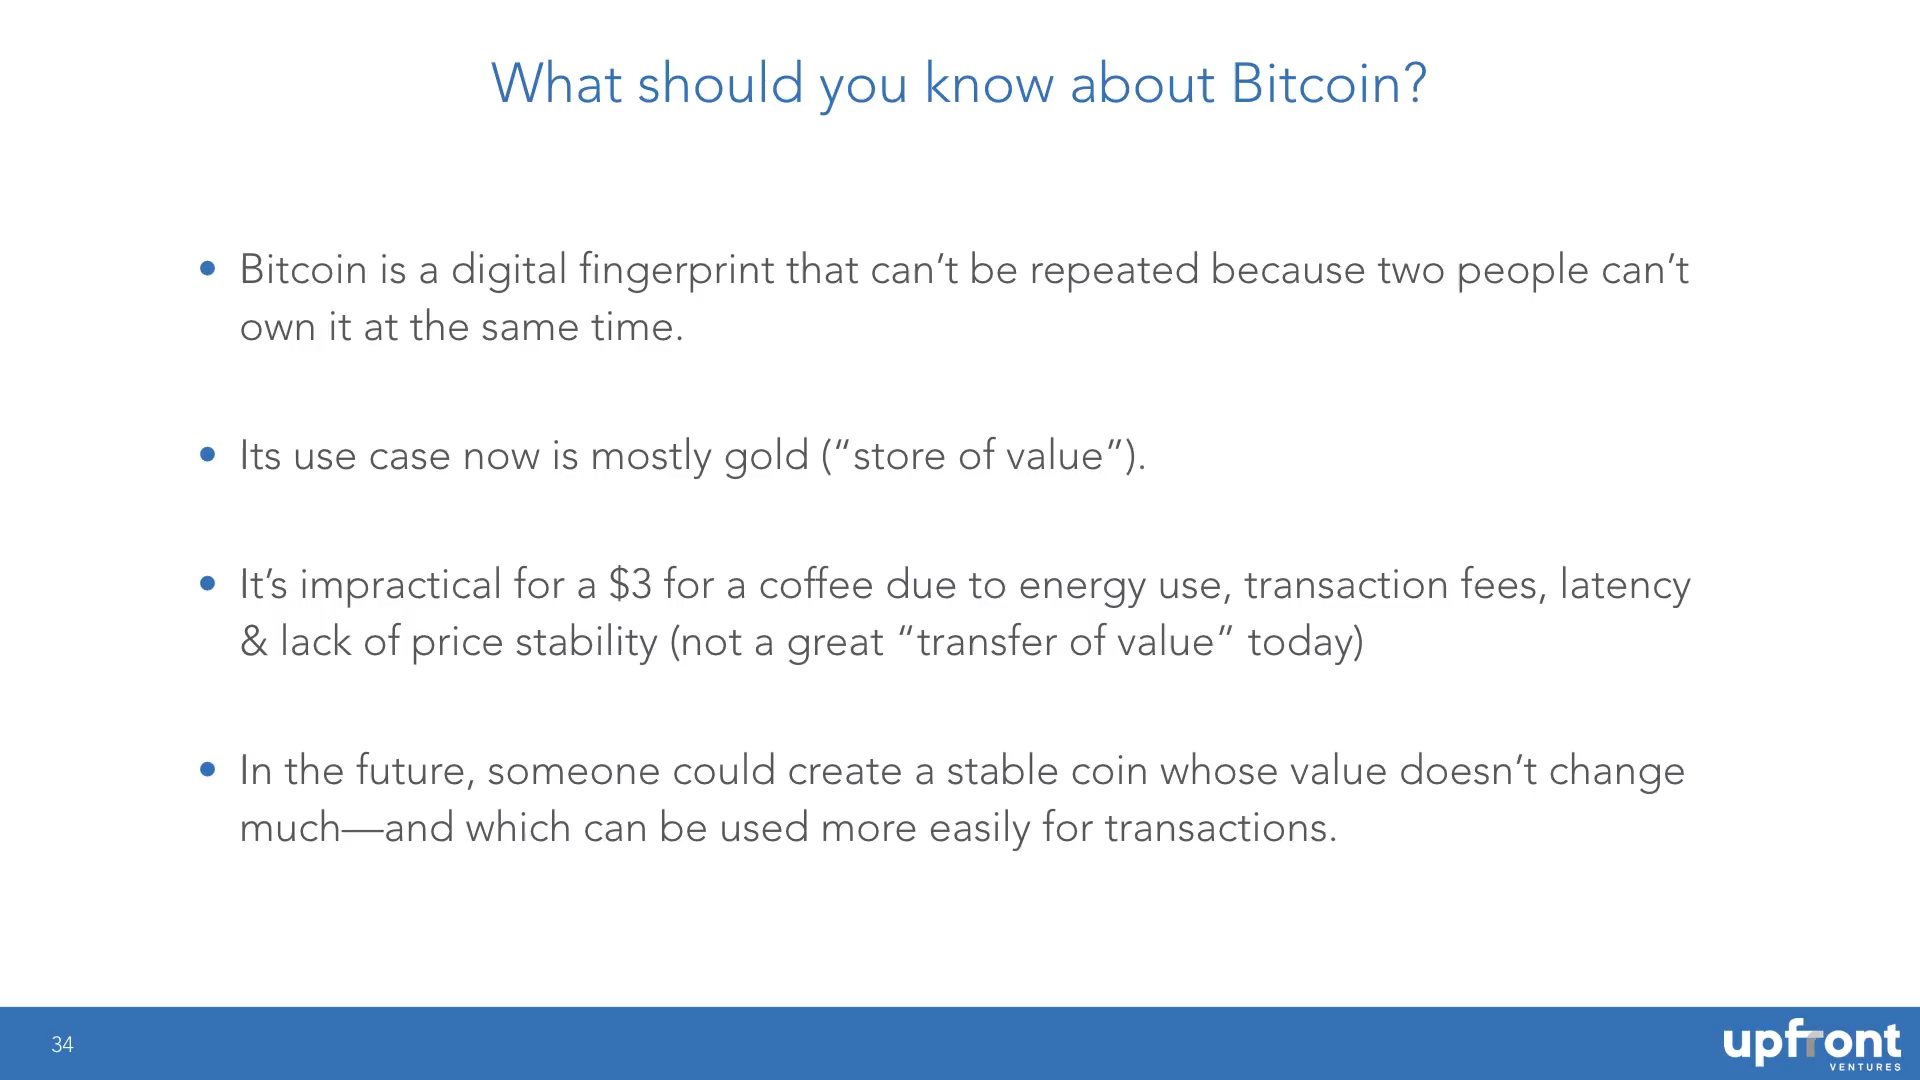 What should you know about Bitcoin?
• Bitcoin is a digital fingerprint that can’t be repeated because two people can’t
own it at the same time.
• Its use case now is mostly gold (“store of value”).
• It’s impractical for a $3 for a coffee due to energy use, transaction fees, latency
& lack of price stability (not a great “transfer of value” today)
• In the future, someone could create a stable coin whose value doesn’t change
much—and which can be used more easily for transactions.
34
upfront
VENTURES